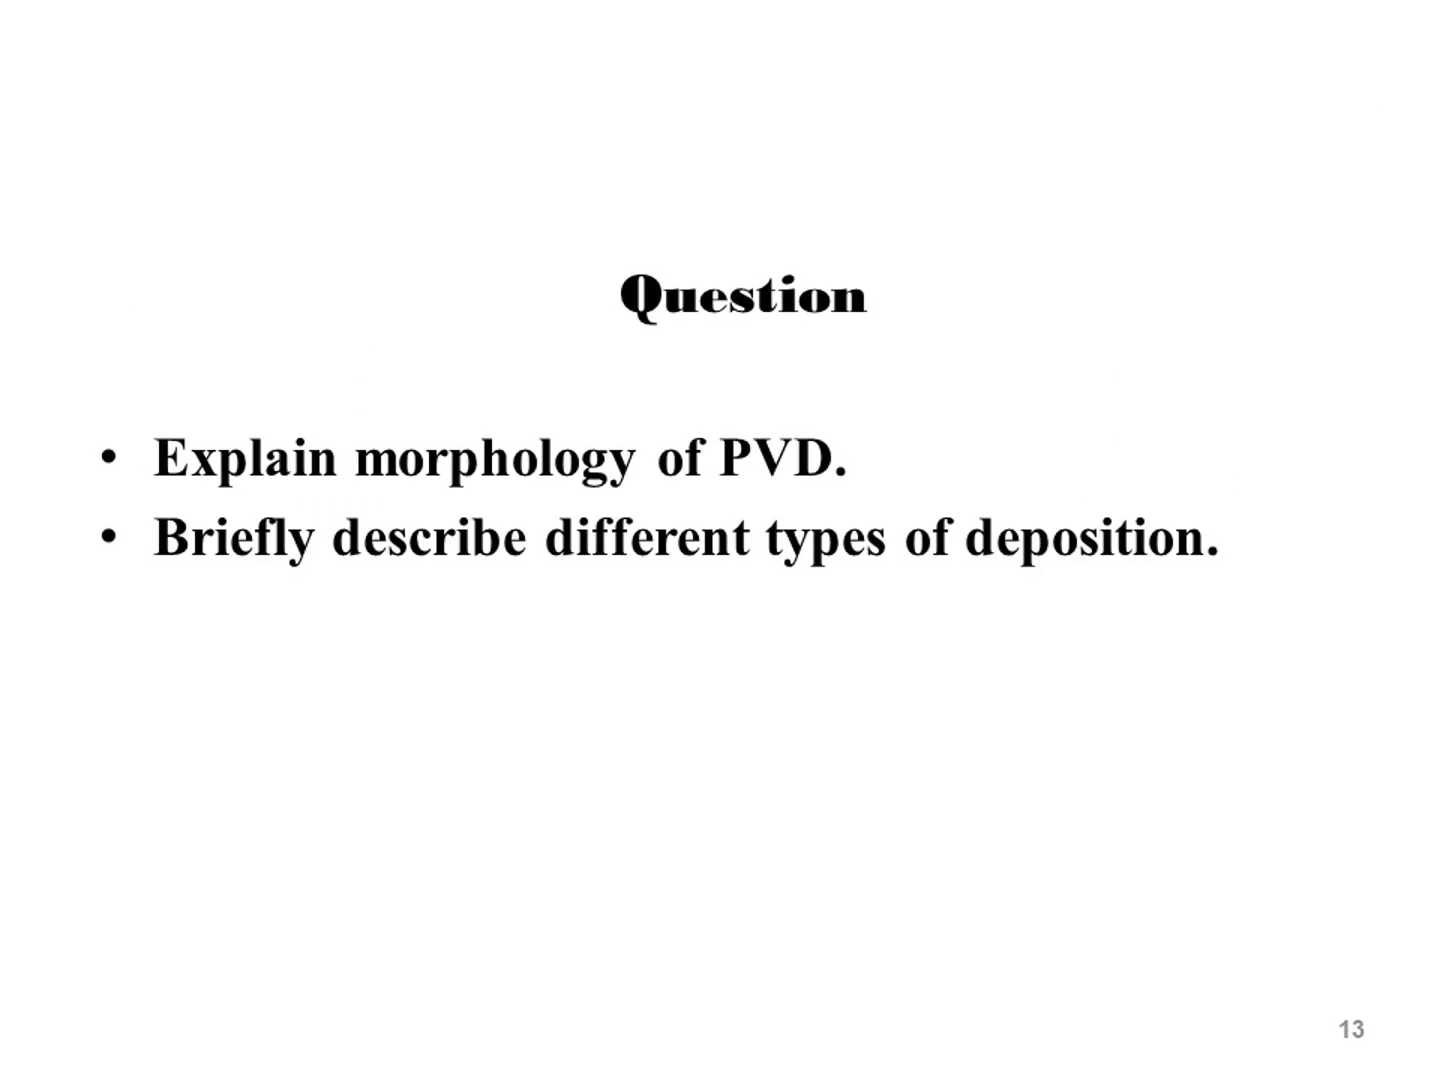 Question
• Explain morphology of PVD.
• Briefly describe different types of deposition.
13